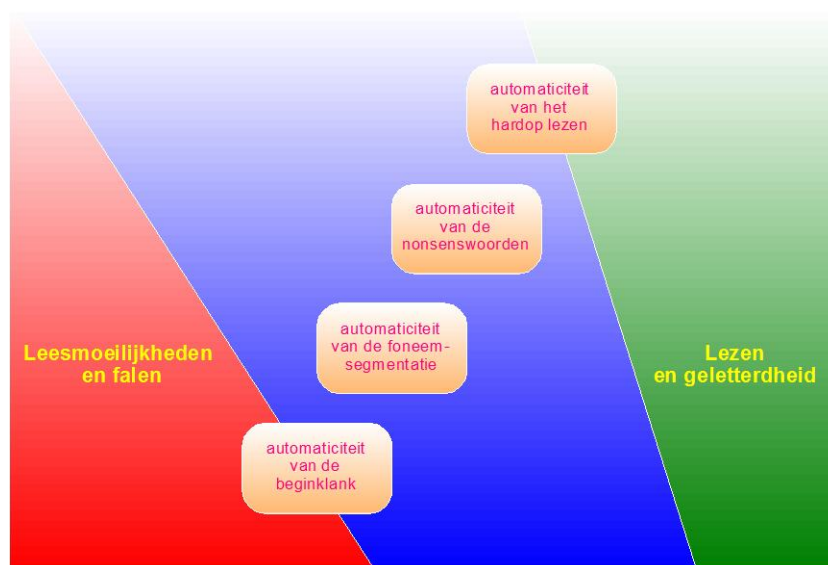 automaticiteit
van het
hardop lezen
automaticiteit
van de
nonsenswoorden
automaticiteit
van de foneem-
segmentatie
Leesmoeilijkheden
en falen
Lezen
en geletterdheid
automaticiteit
van de
beginklank